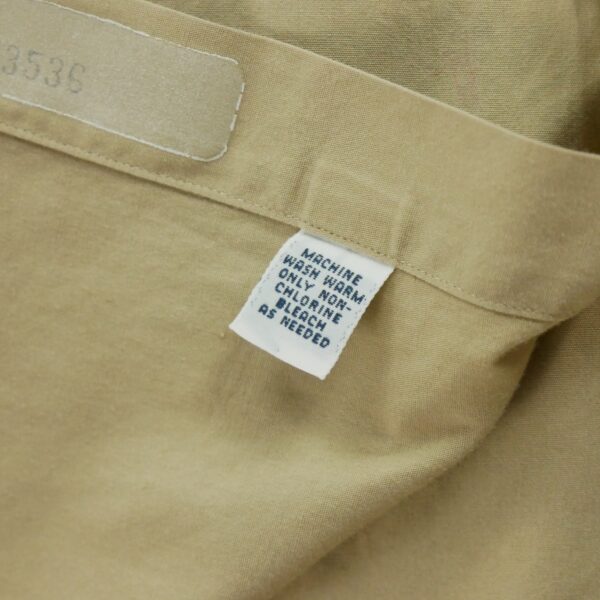 3536
MACHINE
WASH WARM
ONLY NON-
CHLORINE
BLEACH
AS NEEDED